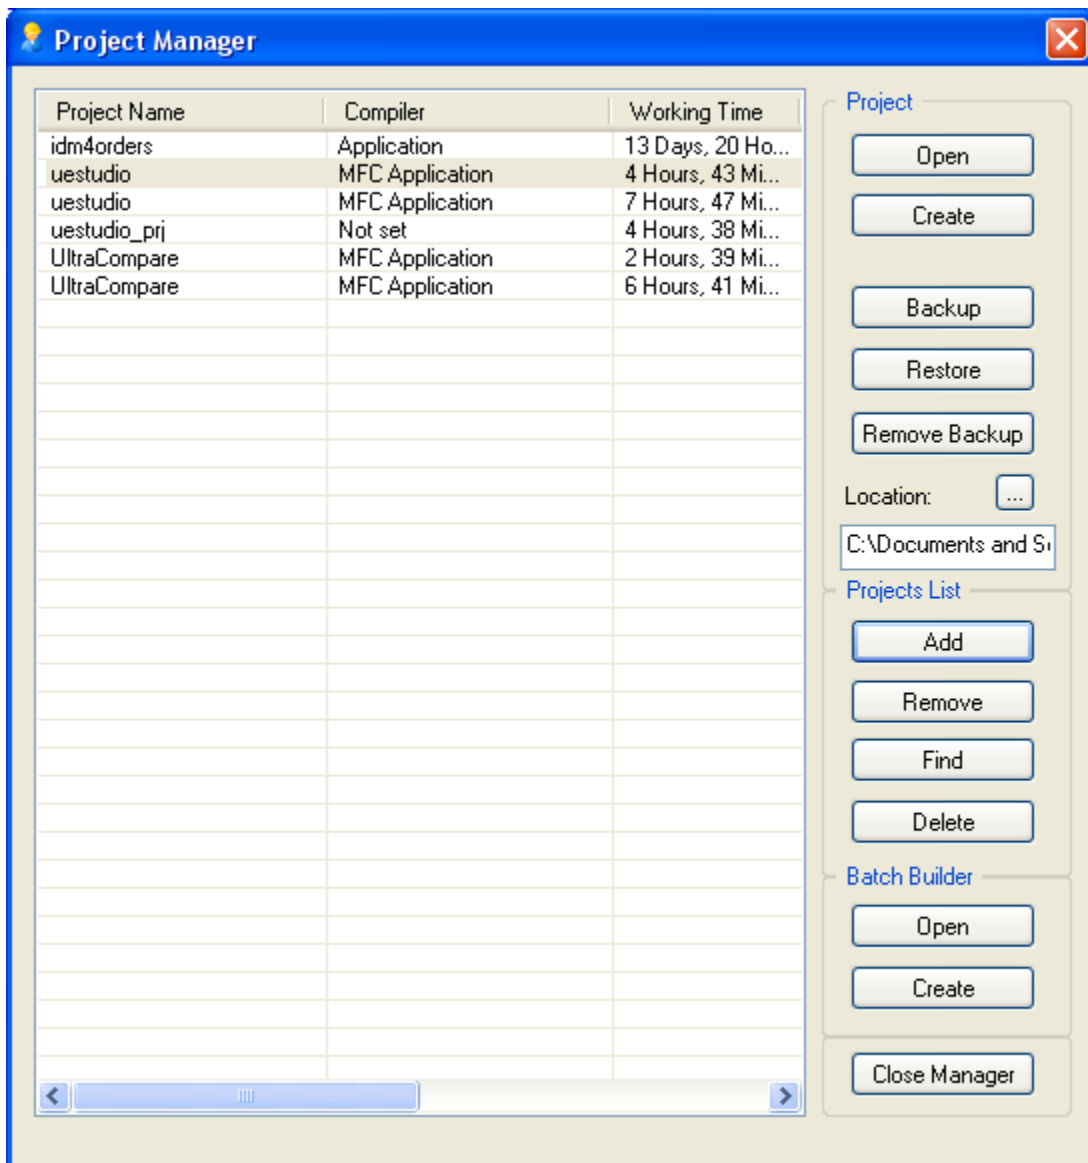 Project Manager
Project Name Compiler Working Time
idm4orders Application 13 Days, 20 Ho...
uestudio MFC Application 4 Hours, 43 Mi...
uestudio MFC Application 7 Hours, 47 Mi...
uestudio_prj Not set 4 Hours, 38 Mi...
UltraCompare MFC Application 2 Hours, 39 Mi...
UltraCompare MFC Application 6 Hours, 41 Mi...
Project
Open
Create
Backup
Restore
Remove Backup
Location: ...
C:\Documents and
Projects List
Add
Remove
Find
Delete
Batch Builder
Open
Create
Close Manager